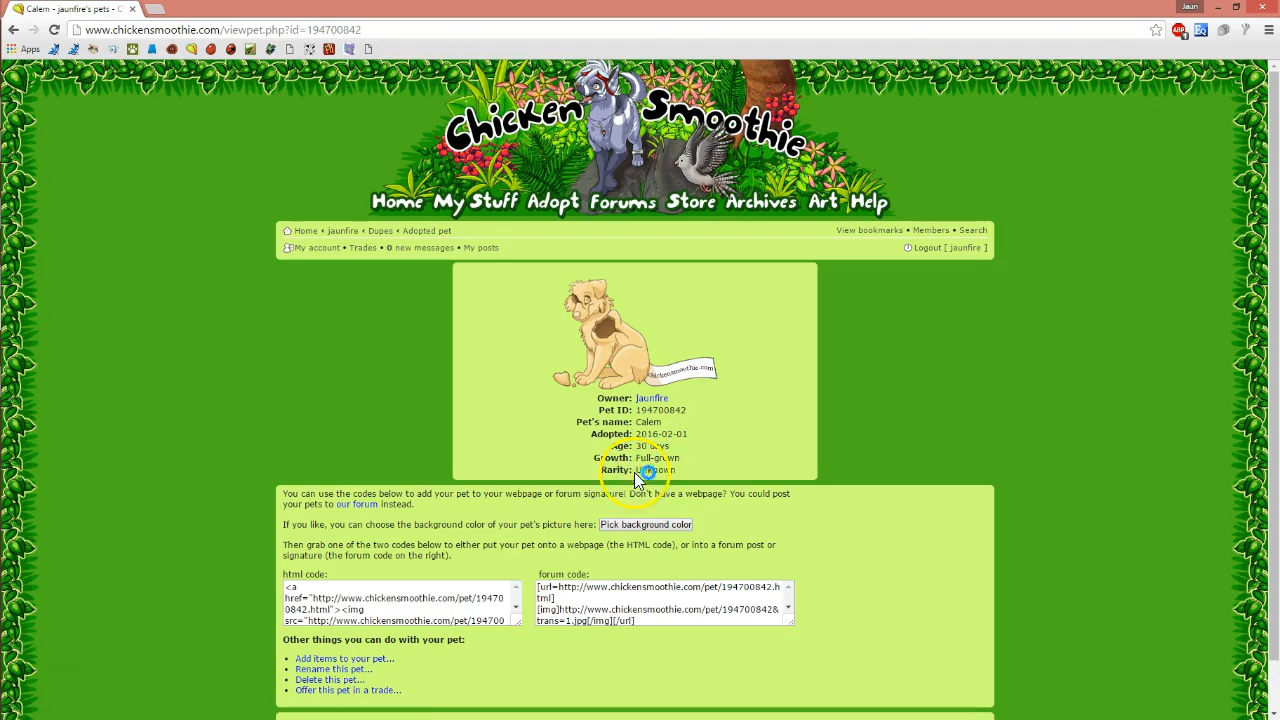 Calem - jaunfire's pets - C
Jaun
www.chickensmoothie.com/viewpet.php?id=194700842
ABP
Apps
Chicken Smoothie
Home My Stuff Adopt Forums Store Archives Art Help
Home ‹ jaunfire ‹ Dupes ‹ Adopted pet
View bookmarks • Members • Search
My account • Trades • 0 new messages • My posts
Logout [ jaunfire ]
chickensmoothie.com
Owner: Jaunfire
Pet ID: 194700842
Pet's name: Calem
Adopted: 2016-02-01
Age: 30 days
Growth: Full-grown
Rarity: Unknown
You can use the codes below to add your pet to your webpage or forum signature! Don't have a webpage? You could post
your pets to our forum instead.
If you like, you can choose the background color of your pet's picture here: Pick background color
Then grab one of the two codes below to either put your pet onto a webpage (the HTML code), or into a forum post or
signature (the forum code on the right).
html code:
<a
href="http://www.chickensmoothie.com/pet/19470
0842.html"><img
src="http://www.chickensmoothie.com/pet/194700
forum code:
[url=http://www.chickensmoothie.com/pet/194700842.h
tml]
[img]http://www.chickensmoothie.com/pet/194700842&
trans=1.jpg[/img][/url]
Other things you can do with your pet:
• Add items to your pet...
• Rename this pet...
• Delete this pet...
• Offer this pet in a trade...